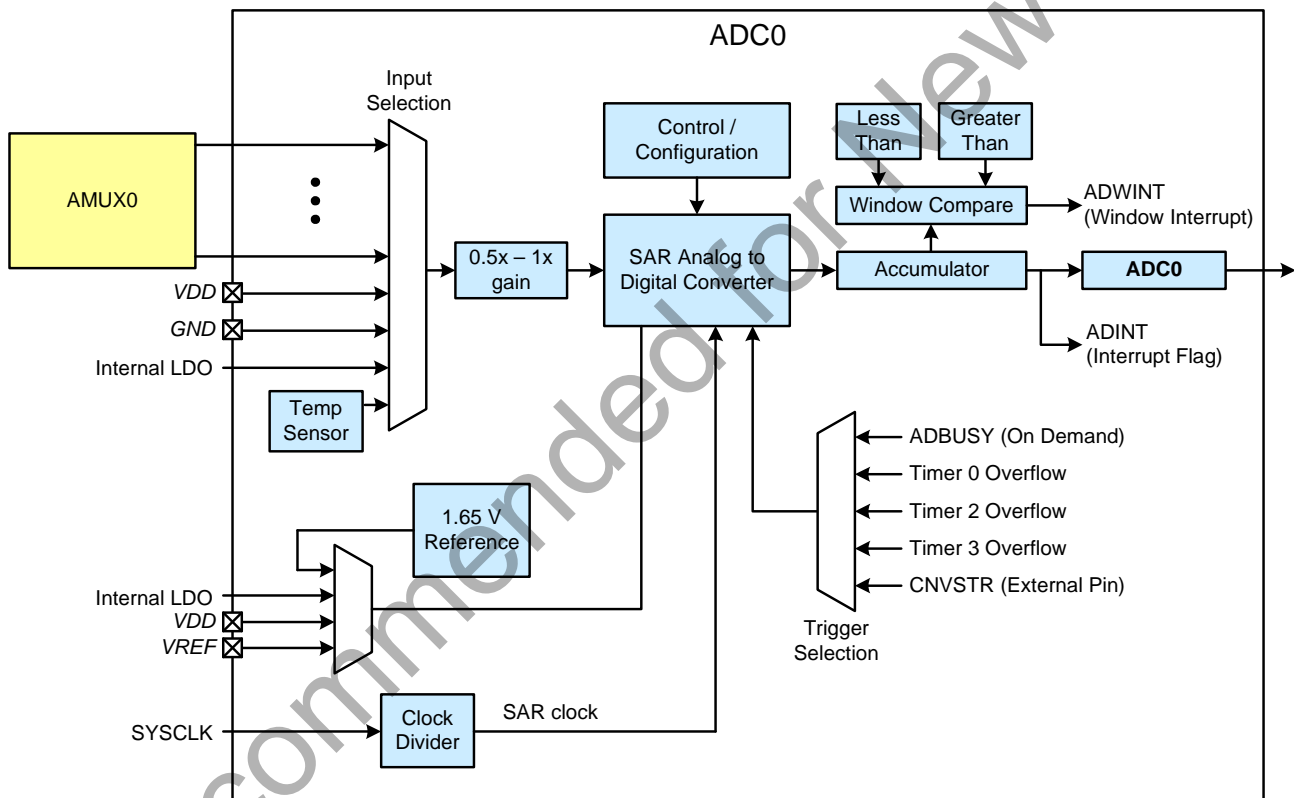 ADC0
Input
Selection
AMUX0
VDD
GND
Internal LDO
Temp
Sensor
0.5x – 1x
gain
Control /
Configuration
SAR Analog to
Digital Converter
Less
Than
Greater
Than
Window Compare
ADWINT
(Window Interrupt)
Accumulator
ADC0
ADINT
(Interrupt Flag)
ADBUSY (On Demand)
Timer 0 Overflow
Timer 2 Overflow
Timer 3 Overflow
CNVSTR (External Pin)
Trigger
Selection
1.65 V
Reference
Internal LDO
VDD
VREF
SYSCLK
Clock
Divider
SAR clock
commended for New